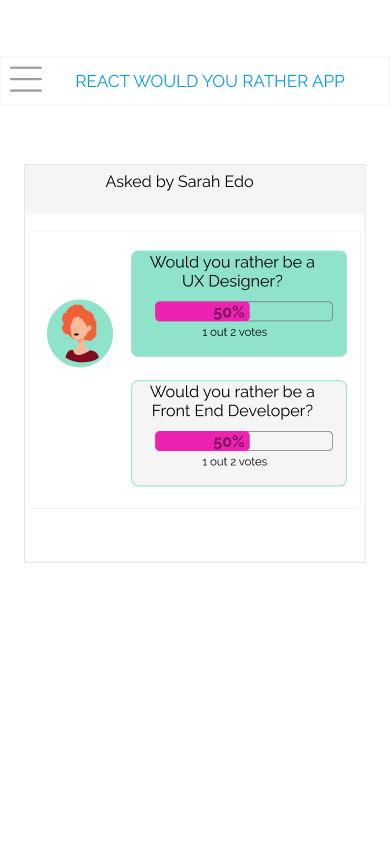 REACT WOULD YOU RATHER APP
Asked by Sarah Edo
Would you rather be a
UX Designer?
50%
1 out 2 votes
Would you rather be a
Front End Developer?
50%
1 out 2 votes